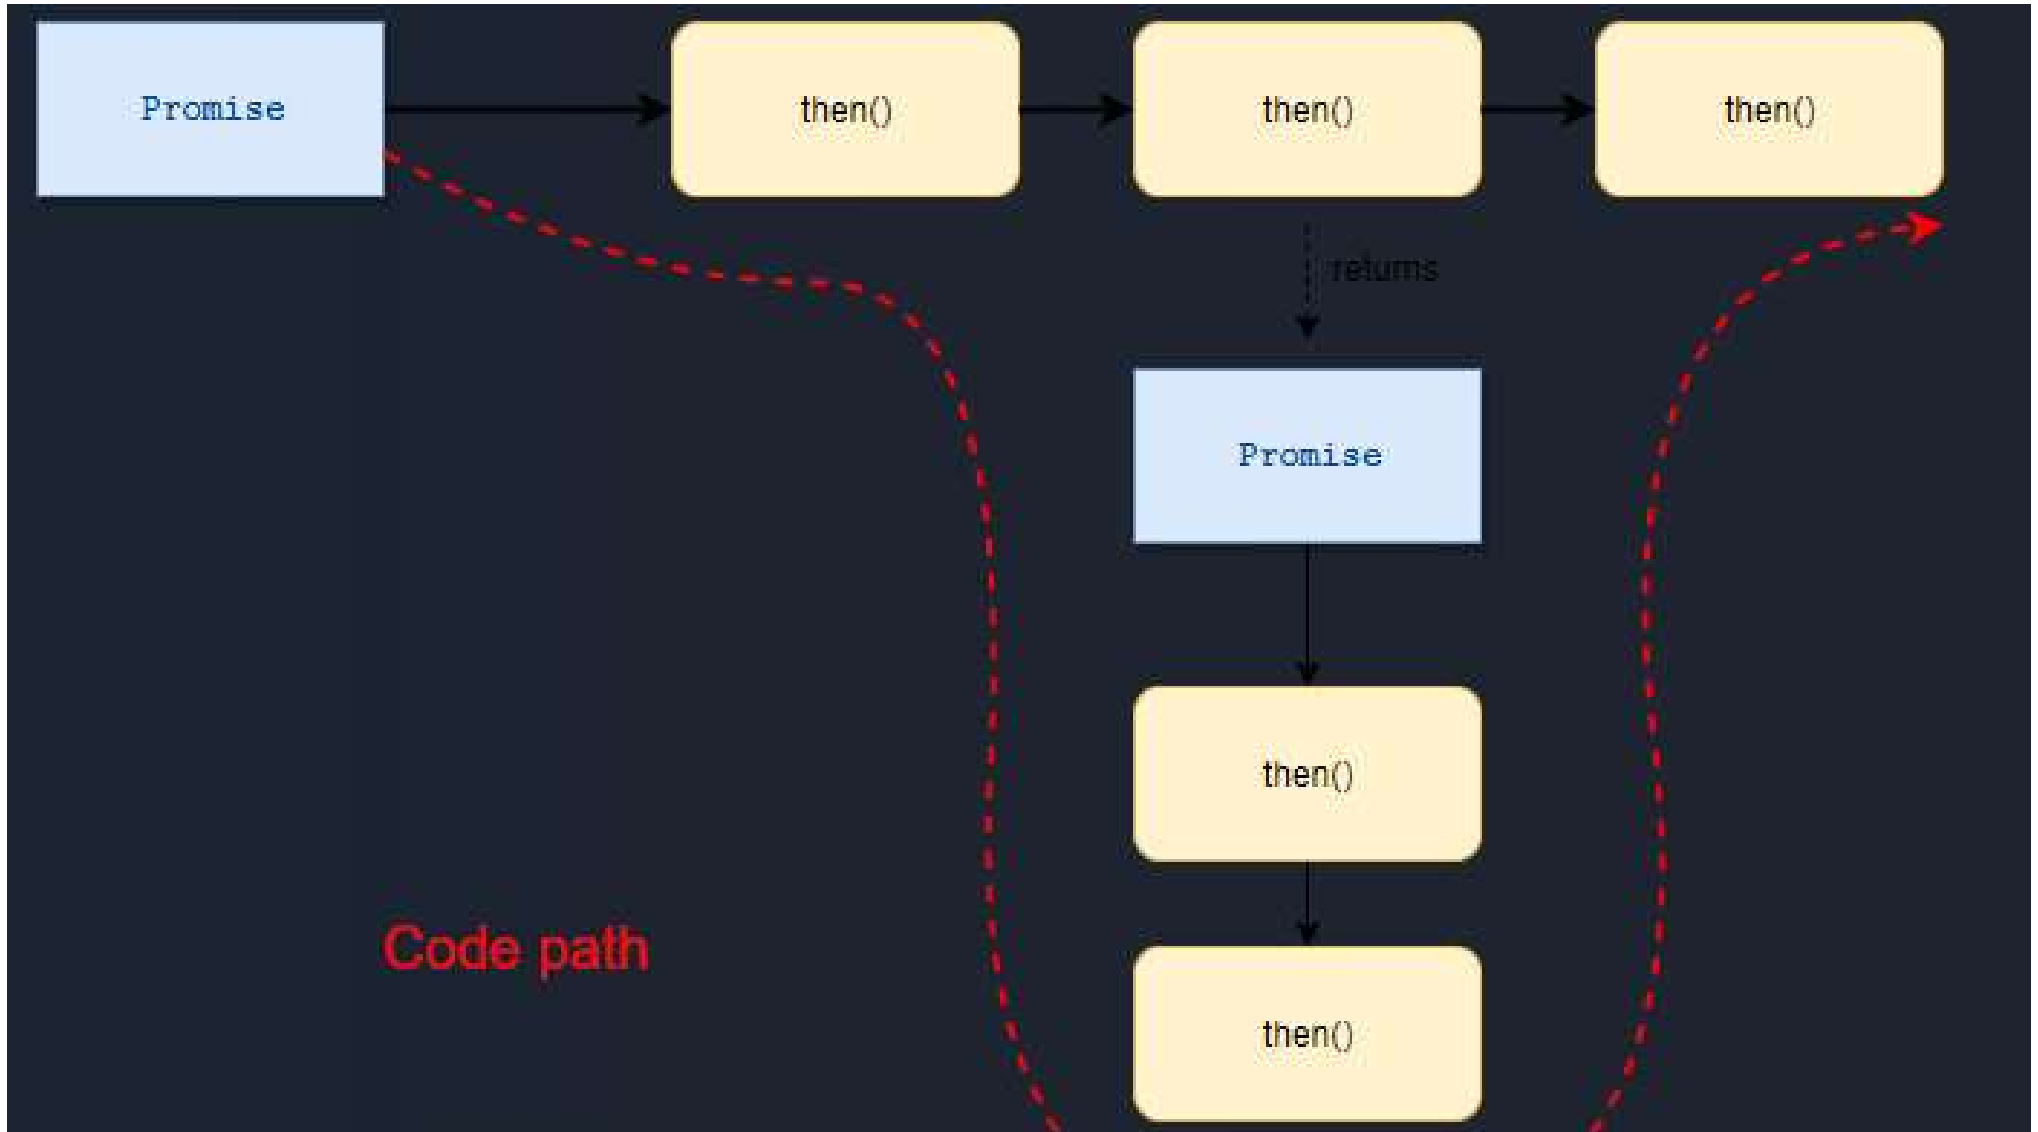 Promise
then()
then()
then()
returns
Promise
then()
Code path
then()